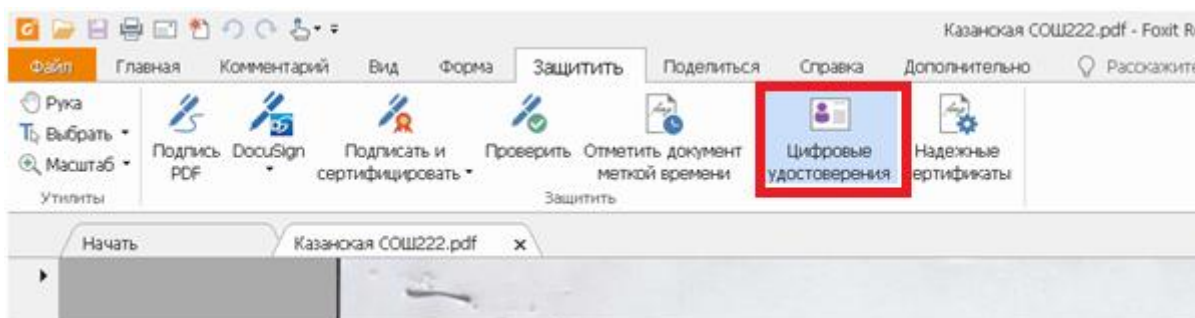 Казанская СОШ222.pdf - Foxit R
Файл Главная Комментарий Вид Форма Защитить Поделиться Справка Дополнительно Расскажите
Рука
Выбрать
Масштаб
Утилиты
Подпись
PDF
DocuSign
Подписать и
сертифицировать
Проверить
Отметить документ
меткой времени
Цифровые
удостоверения
Надежные
ертификаты
Защитить
Начать Казанская СОШ222.pdf x